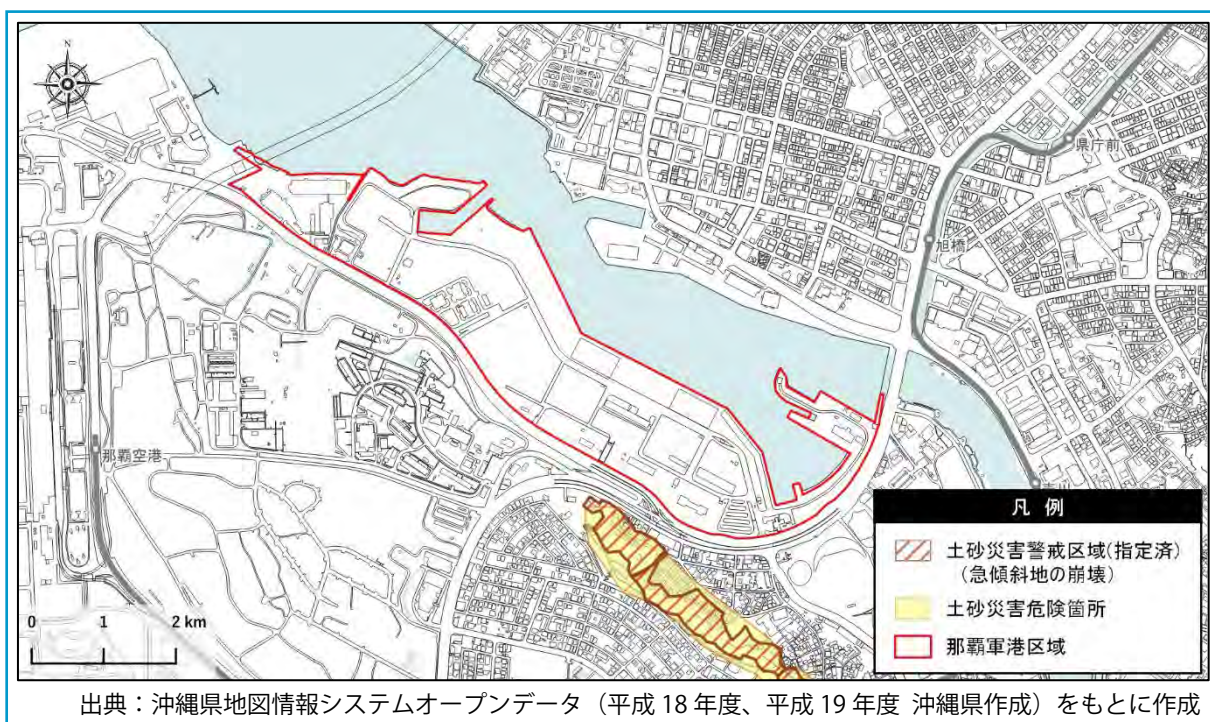 N
県庁前
旭橋
那覇空港
凡 例
土砂災害警戒区域(指定済)
(急傾斜地の崩壊)
土砂災害危険箇所
那覇軍港区域
0 1 2 km
出典：沖縄県地図情報システムオープンデータ（平成 18 年度、平成 19 年度 沖縄県作成）をもとに作成